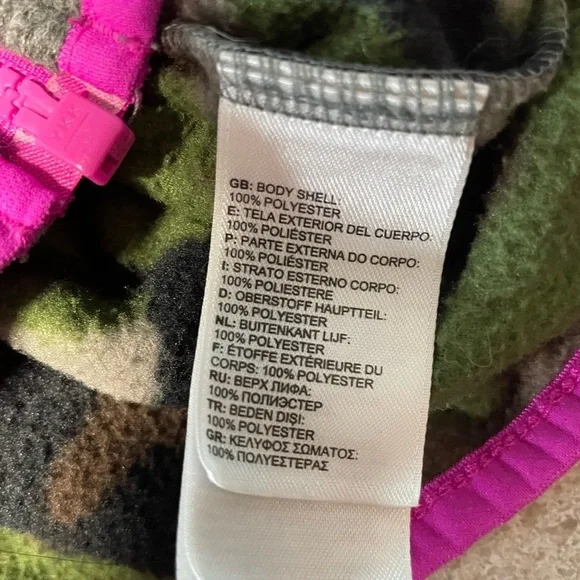 GB: BODY SHELL:
100% POLYESTER
E: TELA EXTERIOR DEL CUERPO:
100% POLIÉSTER
P: PARTE EXTERNA DO CORPO:
100% POLIÉSTER
I: STRATO ESTERNO CORPO:
100% POLIESTERE
D: OBERSTOFF HAUPTTEIL:
100% POLYESTER
NL: BUITENKANT LIJF:
100% POLYESTER
F: ÉTOFFE EXTÉRIEURE DU
CORPS: 100% POLYESTER
RU: ВЕРХ ЛИФА:
100% ПОЛИЭСТЕР
TR: BEDEN DIŞI:
100% POLYESTER
GR: ΚΕΛΥΦΟΣ ΣΩΜΑΤΟΣ:
100% ΠΟΛΥΕΣΤΕΡΑΣ